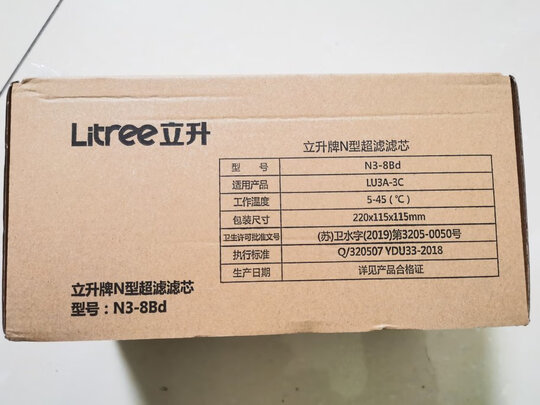 Litree立升
立升牌N型超滤滤芯
型 号 N3-8Bd
适用产品 LU3A-3C
工作温度 5-45 (℃)
包装尺寸 220x115x115mm
卫生许可批准文号 (苏)卫水字(2019)第3205-0050号
执行标准 Q/320507 YDU33-2018
生产日期 详见产品合格证
立升牌N型超滤滤芯
型号：N3-8Bd